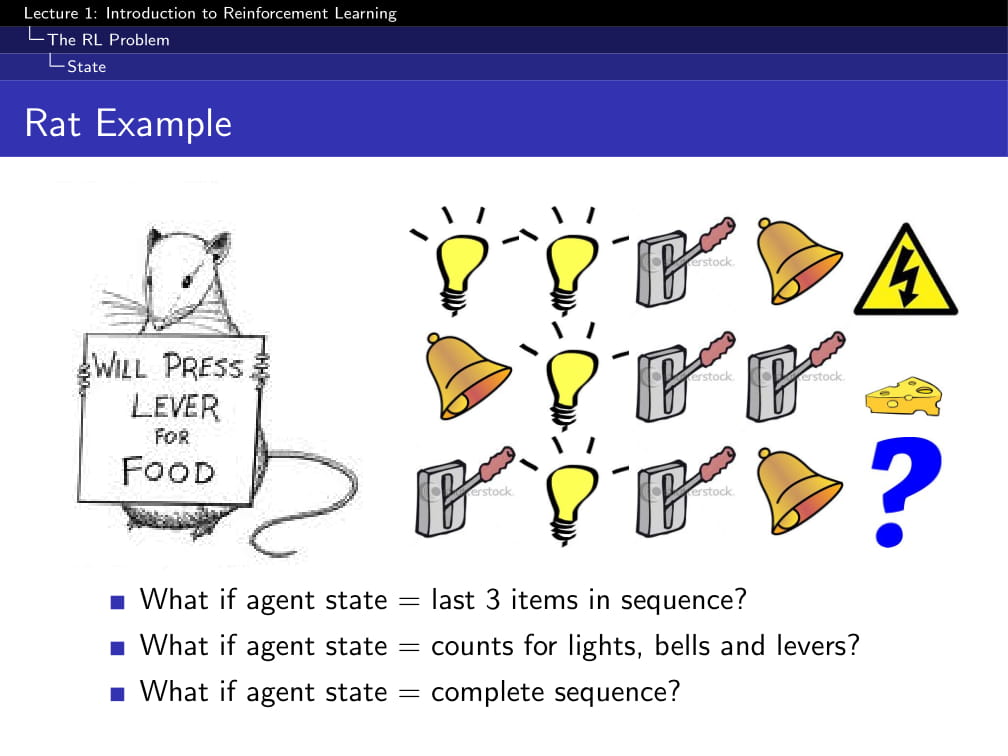 Lecture 1: Introduction to Reinforcement Learning
The RL Problem
State
Rat Example
WILL PRESS
LEVER
FOR
FOOD
erstock.
?
erstock.
erstock.
erstock.
erstock.
What if agent state = last 3 items in sequence?
What if agent state = counts for lights, bells and levers?
What if agent state = complete sequence?